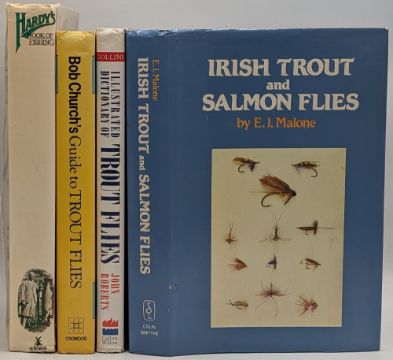 HARDY'S
BOOK OF
FISHING
Bob Church's Guide to TROUT FLIES
CROWOOD
COLLINS
ILLUSTRATED
DICTIONARY OF
TROUT FLIES
JOHN
ROBERTS
E. J. Malone
IRISH TROUT and SALMON FLIES
COLIN
SMYTHE
IRISH TROUT
and
SALMON FLIES
by E. J. Malone